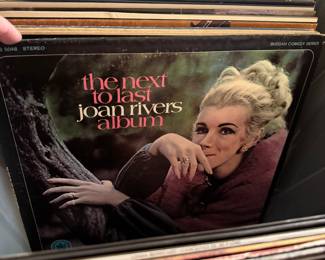 STEREO
BUDDAH COMEDY SERIES
the next
to last
joan rivers
album